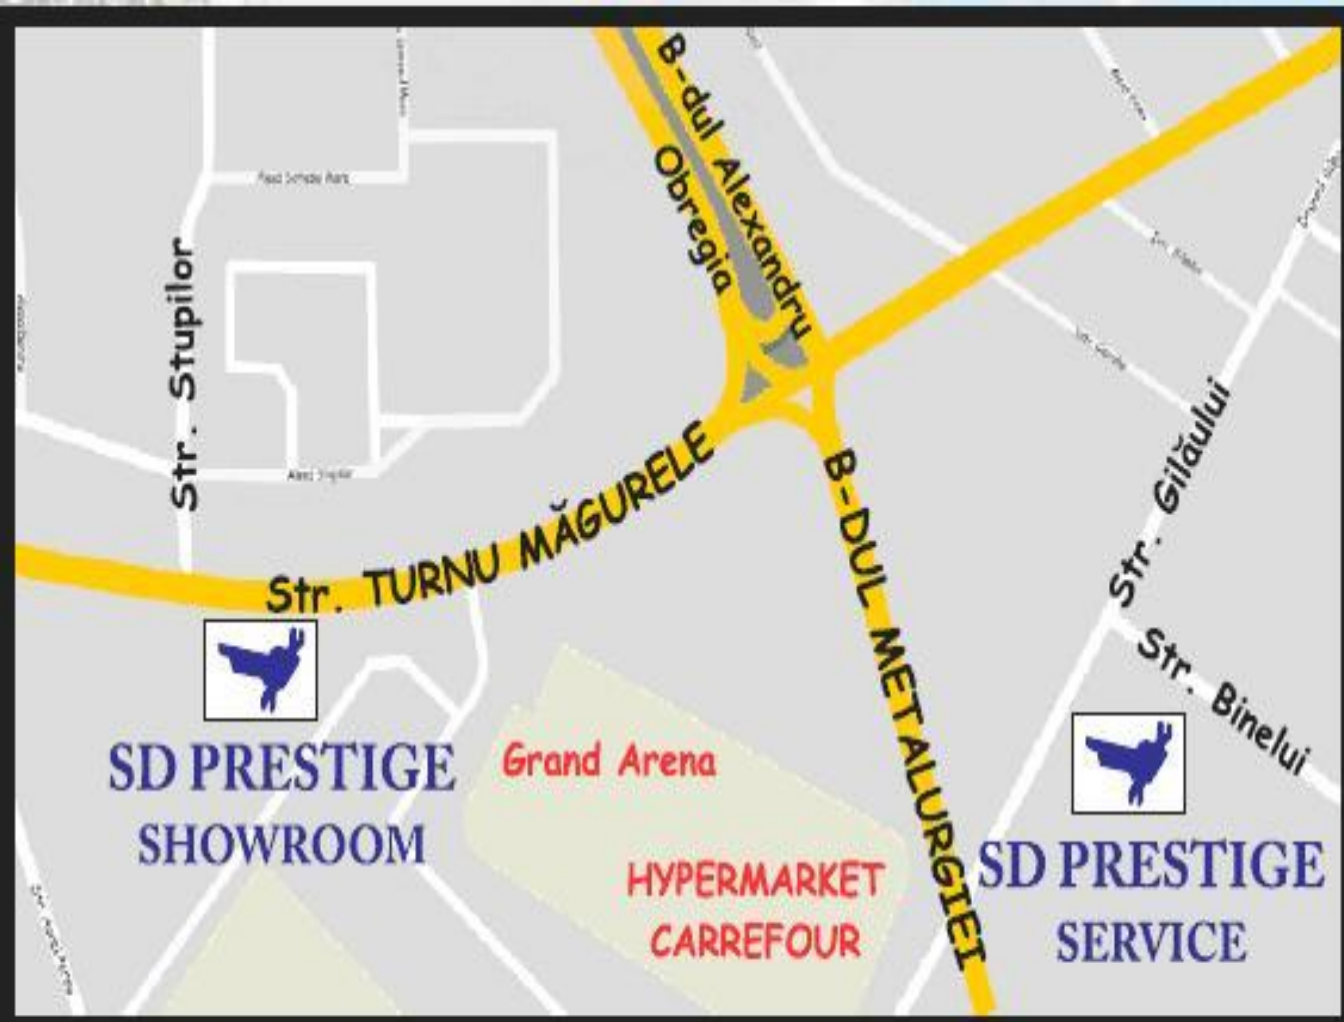 B-dul Alexandru
Obregia
Str. Stupilor
Str. TURNU MĂGURELE
B-DUL METALURGIEI
Str. Gilăului
Str. Binelui
SD PRESTIGE
SHOWROOM
Grand Arena
HYPERMARKET
CARREFOUR
SD PRESTIGE
SERVICE